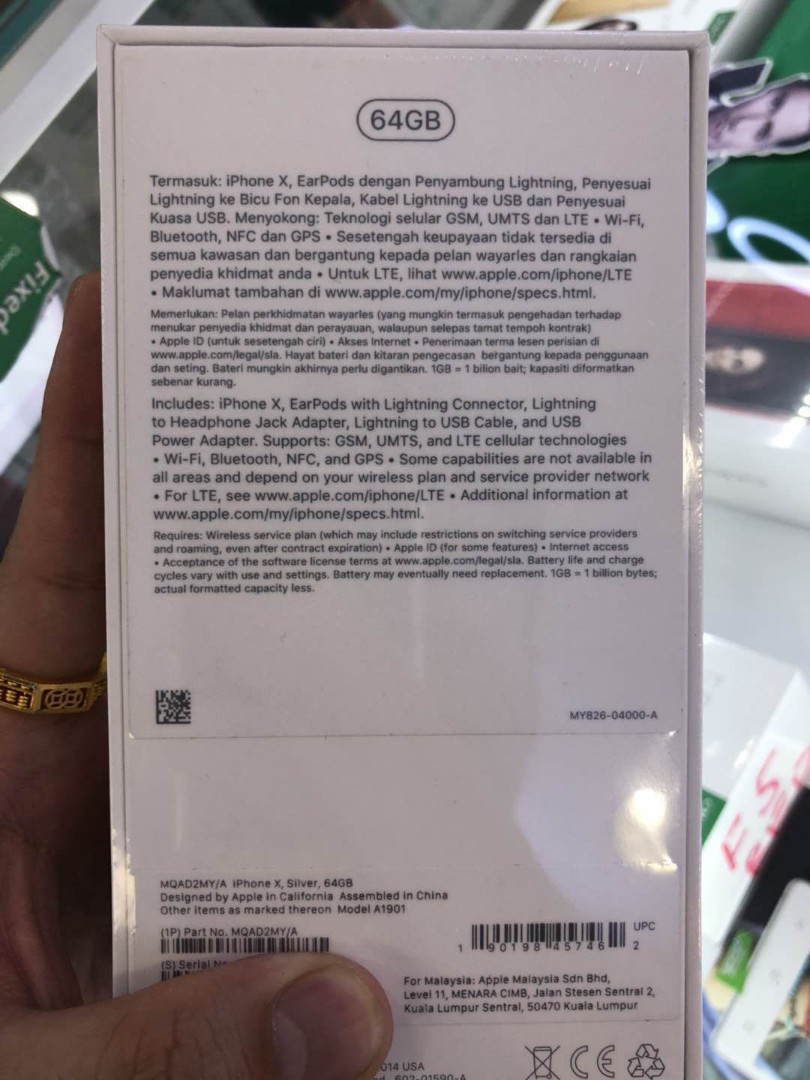 64GB
Termasuk: iPhone X, EarPods dengan Penyambung Lightning, Penyesuai
Lightning ke Bicu Fon Kepala, Kabel Lightning ke USB dan Penyesuai
Kuasa USB. Menyokong: Teknologi selular GSM, UMTS dan LTE • Wi-Fi,
Bluetooth, NFC dan GPS • Sesetengah keupayaan tidak tersedia di
semua kawasan dan bergantung kepada pelan wayarles dan rangkaian
penyedia khidmat anda • Untuk LTE, lihat www.apple.com/iphone/LTE
• Maklumat tambahan di www.apple.com/my/iphone/specs.html.
Memerlukan: Pelan perkhidmatan wayarles (yang mungkin termasuk pengehadan terhadap
menukar penyedia khidmat dan perayauan, walaupun selepas tamat tempoh kontrak)
• Apple ID (untuk sesetengah ciri) • Akses Internet • Penerimaan terma lesen perisian di
www.apple.com/legal/sla. Hayat bateri dan kitaran pengecasan bergantung kepada penggunaan
dan seting. Bateri mungkin akhirnya perlu digantikan. 1GB = 1 bilion bait; kapasiti diformatkan
sebenar kurang.
Includes: iPhone X, EarPods with Lightning Connector, Lightning
to Headphone Jack Adapter, Lightning to USB Cable, and USB
Power Adapter. Supports: GSM, UMTS, and LTE cellular technologies
• Wi-Fi, Bluetooth, NFC, and GPS • Some capabilities are not available in
all areas and depend on your wireless plan and service provider network
• For LTE, see www.apple.com/iphone/LTE • Additional information at
www.apple.com/my/iphone/specs.html.
Requires: Wireless service plan (which may include restrictions on switching service providers
and roaming, even after contract expiration) • Apple ID (for some features) • Internet access
• Acceptance of the software license terms at www.apple.com/legal/sla. Battery life and charge
cycles vary with use and settings. Battery may eventually need replacement. 1GB = 1 billion bytes;
actual formatted capacity less.
MY826-04000-A
MQAD2MY/A iPhone X, Silver, 64GB
Designed by Apple in California Assembled in China
Other items as marked thereon Model A1901
(1P) Part No. MQAD2MY/A
UPC
1 90198 45746 2
(S) Serial
For Malaysia: Apple Malaysia Sdn Bhd,
Level 11, MENARA CIMB, Jalan Stesen Sentral 2,
Kuala Lumpur Sentral, 50470 Kuala Lumpur
014 USA
602-01590-A
CE
Fixed